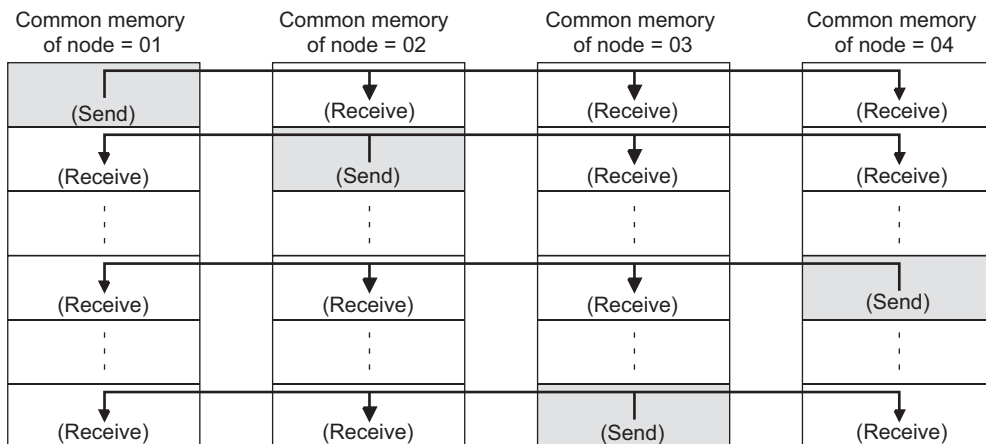 Common memory
of node = 01
Common memory
of node = 02
Common memory
of node = 03
Common memory
of node = 04
(Send)
(Receive)
(Receive)
(Receive)
(Receive)
(Send)
(Receive)
(Receive)
(Receive)
(Receive)
(Receive)
(Send)
(Receive)
(Receive)
(Send)
(Receive)